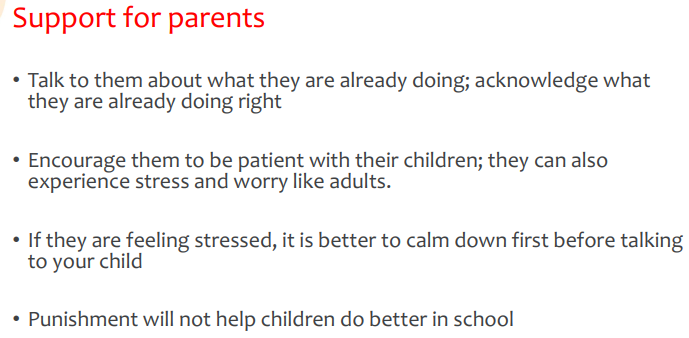 Support for parents
• Talk to them about what they are already doing; acknowledge what
they are already doing right
• Encourage them to be patient with their children; they can also
experience stress and worry like adults.
• If they are feeling stressed, it is better to calm down first before talking
to your child
• Punishment will not help children do better in school